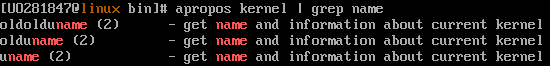 [UO281847@linux bin]# apropos kernel | grep name
oldolduname (2)      - get name and information about current kernel
olduname (2)         - get name and information about current kernel
uname (2)            - get name and information about current kernel